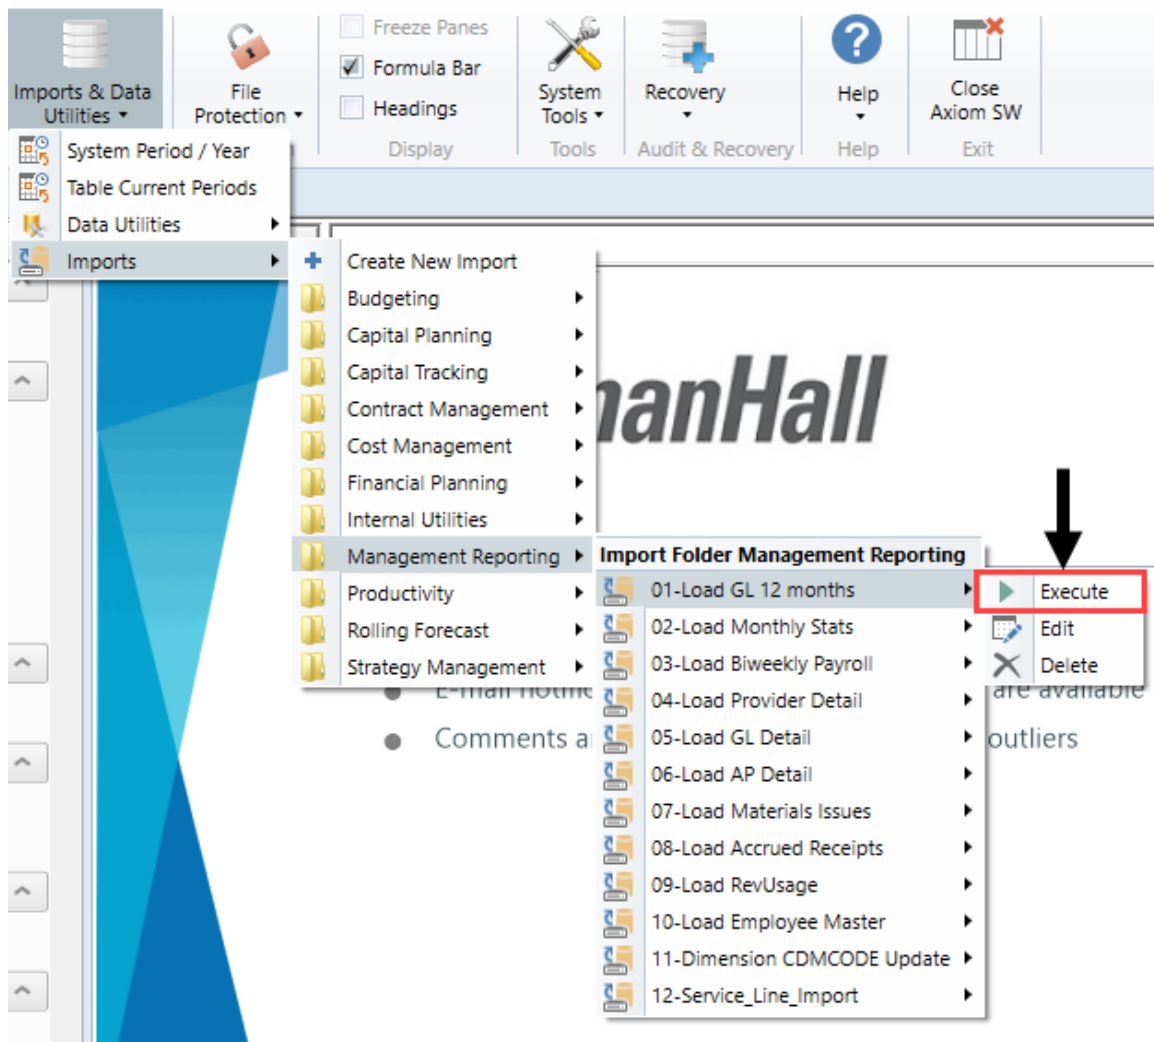 Imports & Data
Utilities
File
Protection
Freeze Panes
Formula Bar
Headings
Display
System
Tools
Tools
Recovery
Audit & Recovery
Help
Help
Close
Axiom SW
Exit
System Period / Year
Table Current Periods
Data Utilities
Imports
Create New Import
Budgeting
Capital Planning
Capital Tracking
Contract Management
Cost Management
Financial Planning
Internal Utilities
Management Reporting
Productivity
Rolling Forecast
Strategy Management
manHall
Import Folder Management Reporting
01-Load GL 12 months
02-Load Monthly Stats
03-Load Biweekly Payroll
04-Load Provider Detail
05-Load GL Detail
06-Load AP Detail
07-Load Materials Issues
08-Load Accrued Receipts
09-Load RevUsage
10-Load Employee Master
11-Dimension CDMCODE Update
12-Service_Line_Import
Execute
Edit
Delete
E-mail are available
Comments outliers